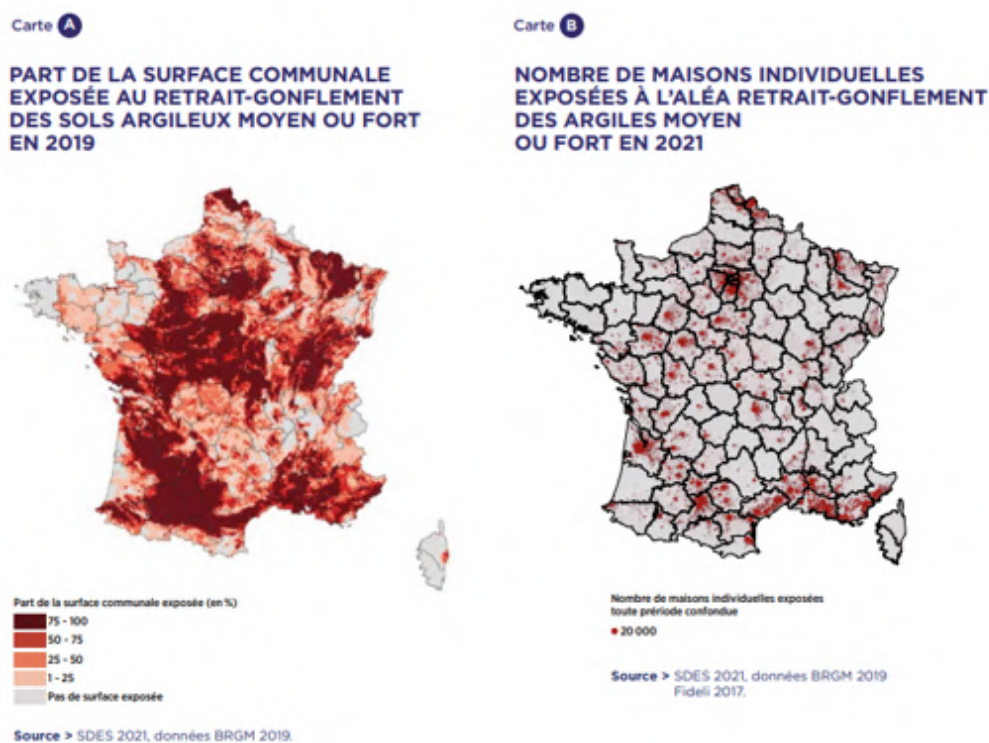 Carte A
PART DE LA SURFACE COMMUNALE
EXPOSÉE AU RETRAIT-GONFLEMENT
DES SOLS ARGILEUX MOYEN OU FORT
EN 2019
Part de la surface communale exposée (en %)
75 - 100
50 - 75
25 - 50
1 - 25
Pas de surface exposée
Source > SDES 2021, données BRGM 2019.
Carte B
NOMBRE DE MAISONS INDIVIDUELLES
EXPOSÉES À L'ALÉA RETRAIT-GONFLEMENT
DES ARGILES MOYEN
OU FORT EN 2021
Nombre de maisons individuelles exposées
toute prériode confondue
20 000
Source > SDES 2021, données BRGM 2019
Fideli 2017.